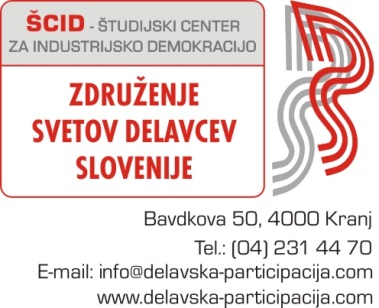 ŠCID - ŠTUDIJSKI CENTER
ZA INDUSTRIJSKO DEMOKRACIJO
ZDRUŽENJE
SVETOV DELAVCEV
SLOVENIJE
Bavdkova 50, 4000 Kranj
Tel.: (04) 231 44 70
E-mail: info@delavska-participacija.com
www.delavska-participacija.com